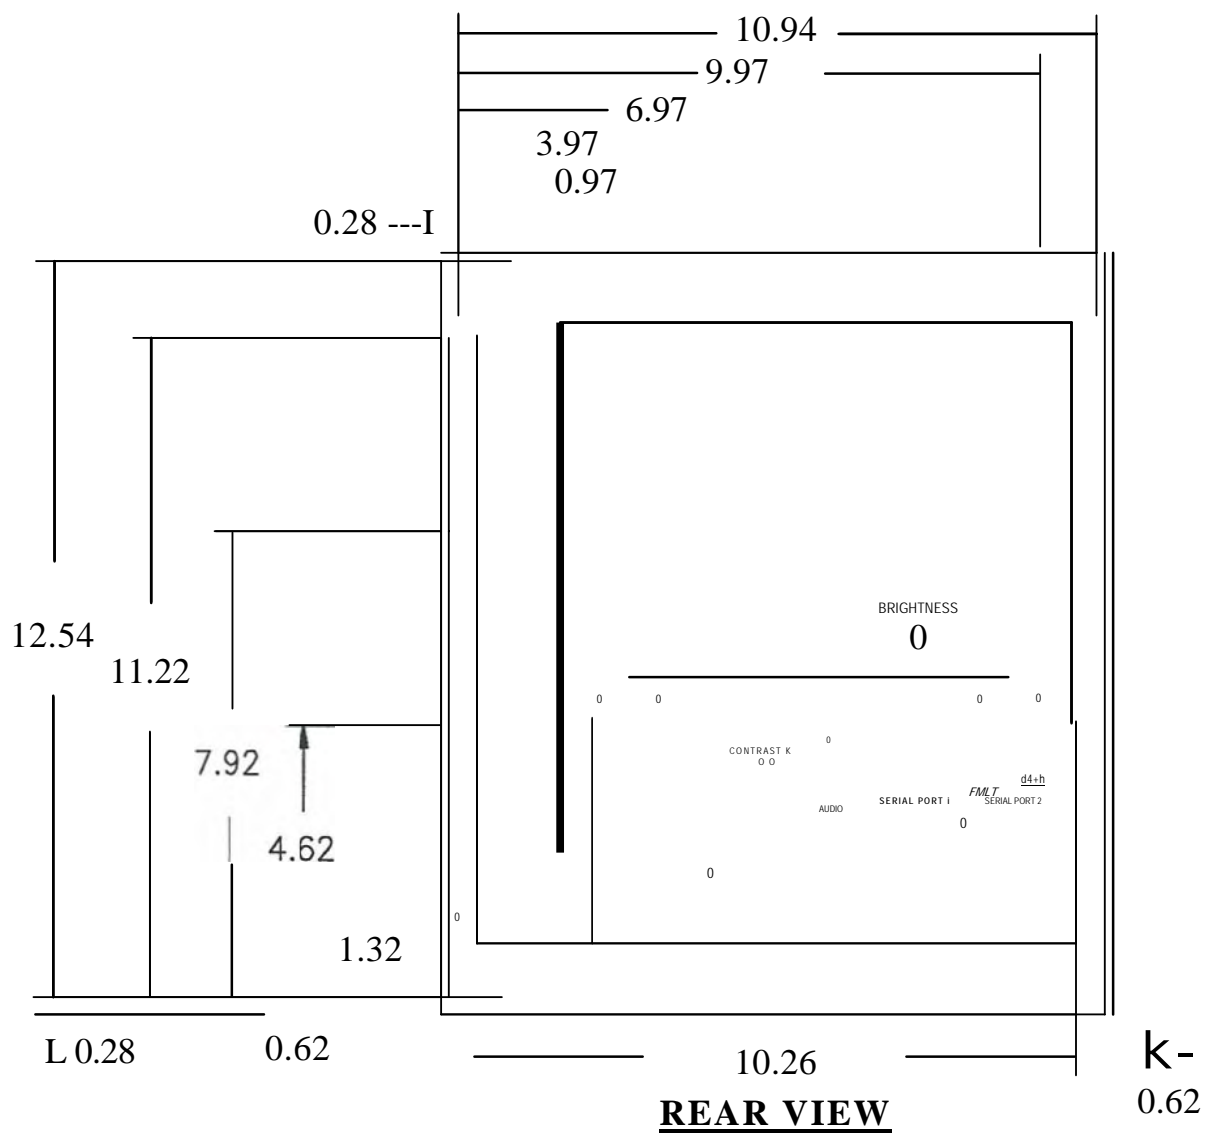 10.94
9.97
6.97
3.97
0.97
0.28 ---I
BRIGHTNESS
12.54
0
11.22
0 0 0 0
0
CONTRAST K
O O
7.92
d4+h
FMLT
SERIAL PORT i
SERIAL PORT 2
AUDIO
0
4.62
0
0
1.32
L 0.28
0.62
10.26
k-
0.62
REAR VIEW